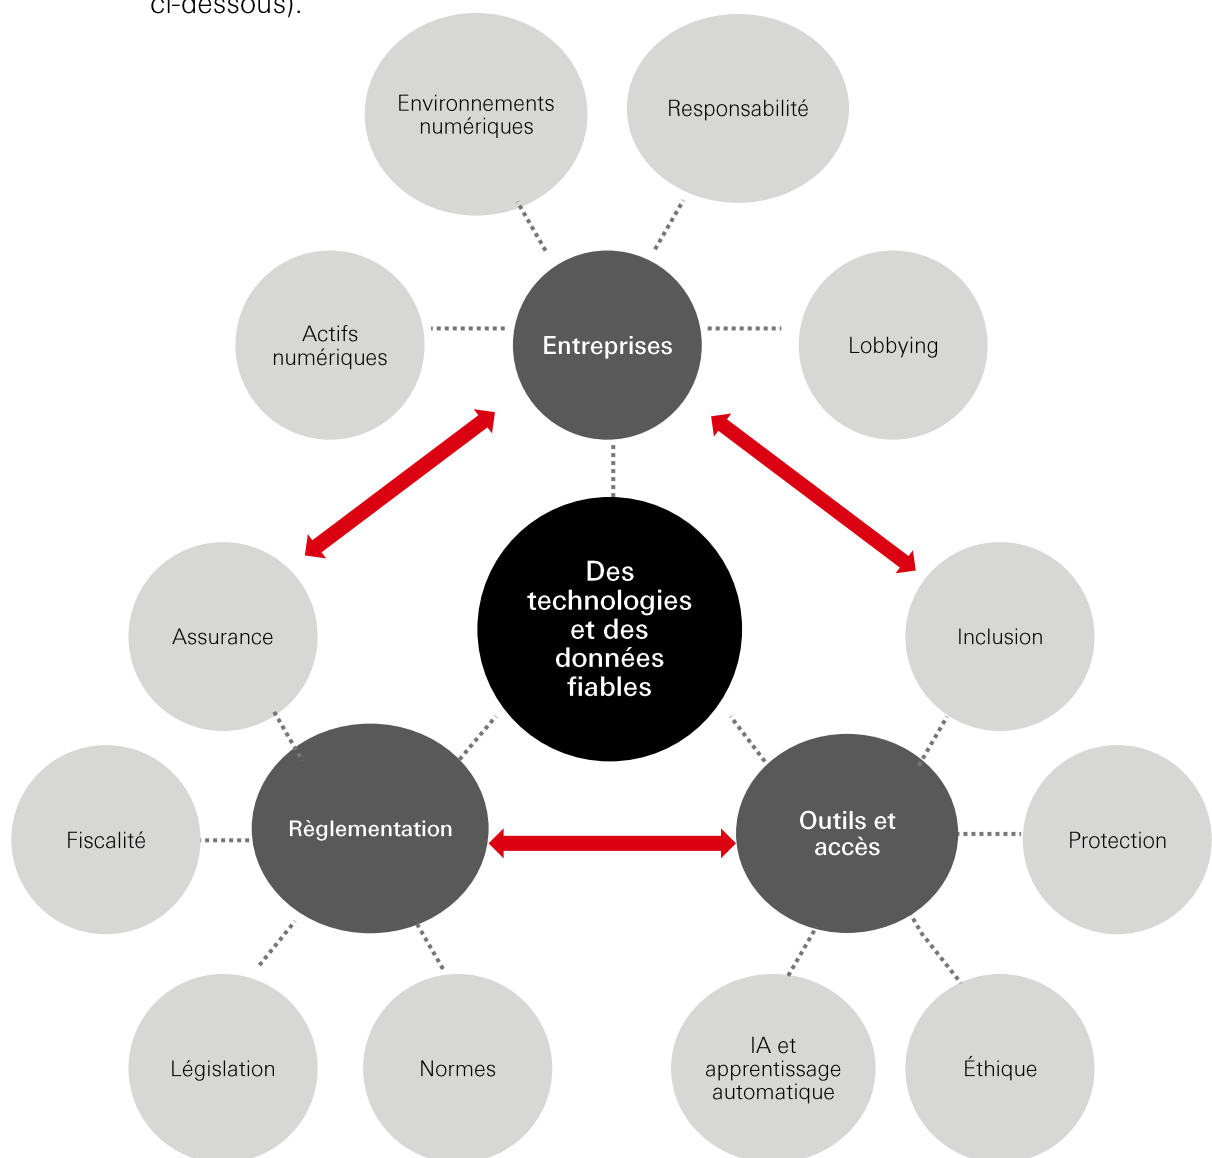 ci-dessous).
Environnements
numériques
Responsabilité
Actifs
numériques
Entreprises
Lobbying
Des
technologies
et des
données
fiables
Assurance
Inclusion
Fiscalité
Règlementation
Outils et
accès
Protection
Législation
Normes
IA et
apprentissage
automatique
Éthique